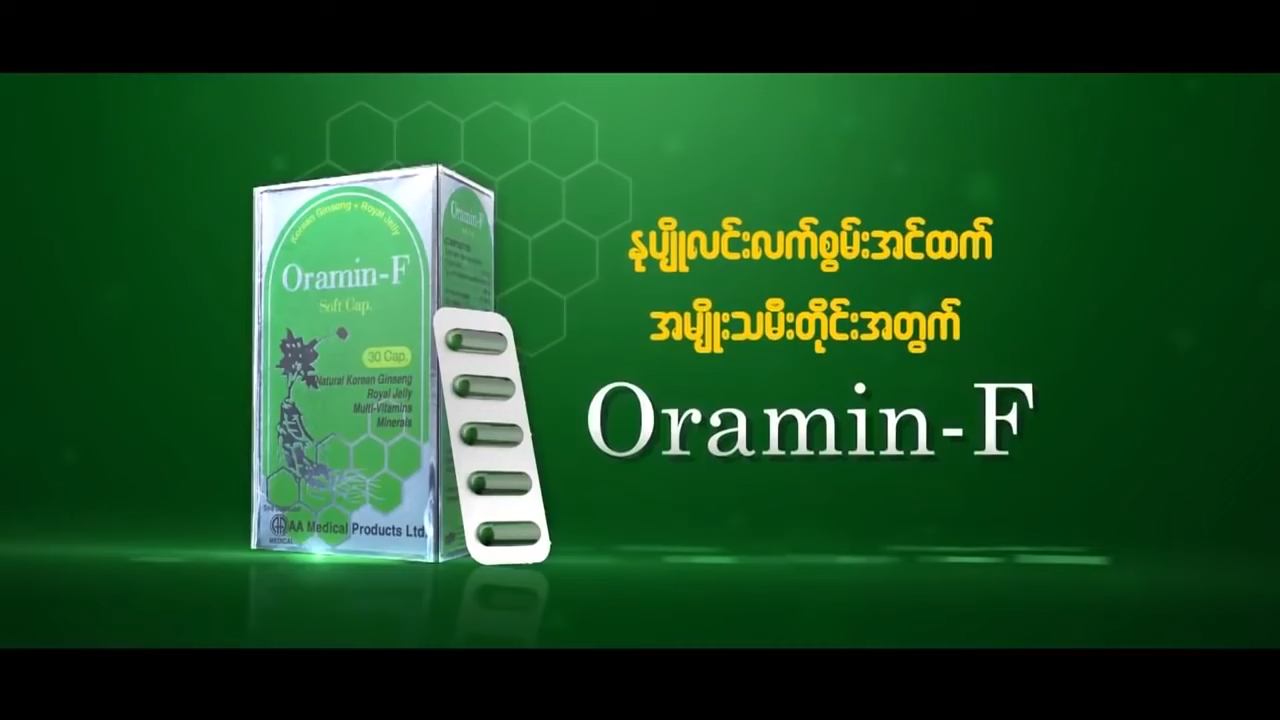 Korean Ginseng • Royal Jelly
Oramin-F
Soft Cap.
30 Cap.
Natural Korean Ginseng
Royal Jelly
Multi-Vitamins
Minerals
AA Medical Products Ltd.
MEDICAL
Oramin-F
နုပျိုလင်းလက်စွမ်းအင်ထက်
အမျိုးသမီးတိုင်းအတွက်
Oramin-F